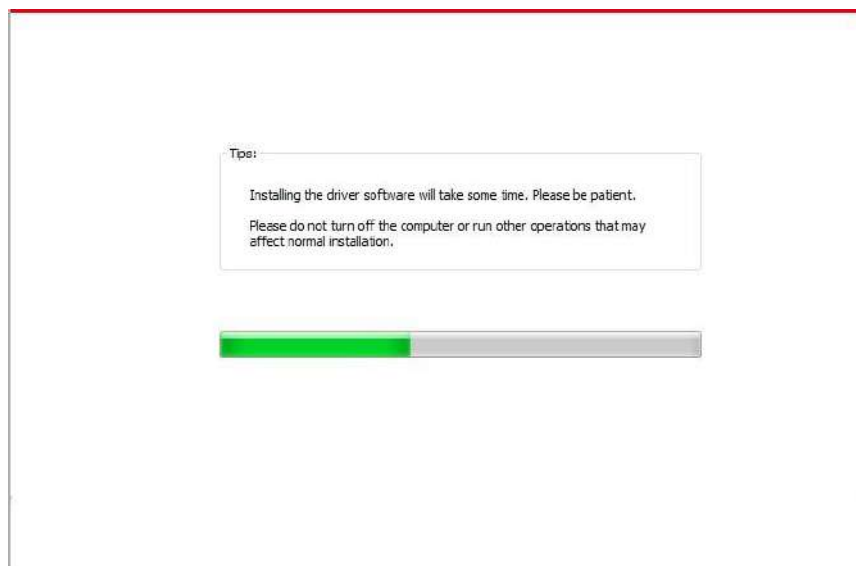 Tips:
Installing the driver software will take some time. Please be patient.
Please do not turn off the computer or run other operations that may
affect normal installation.